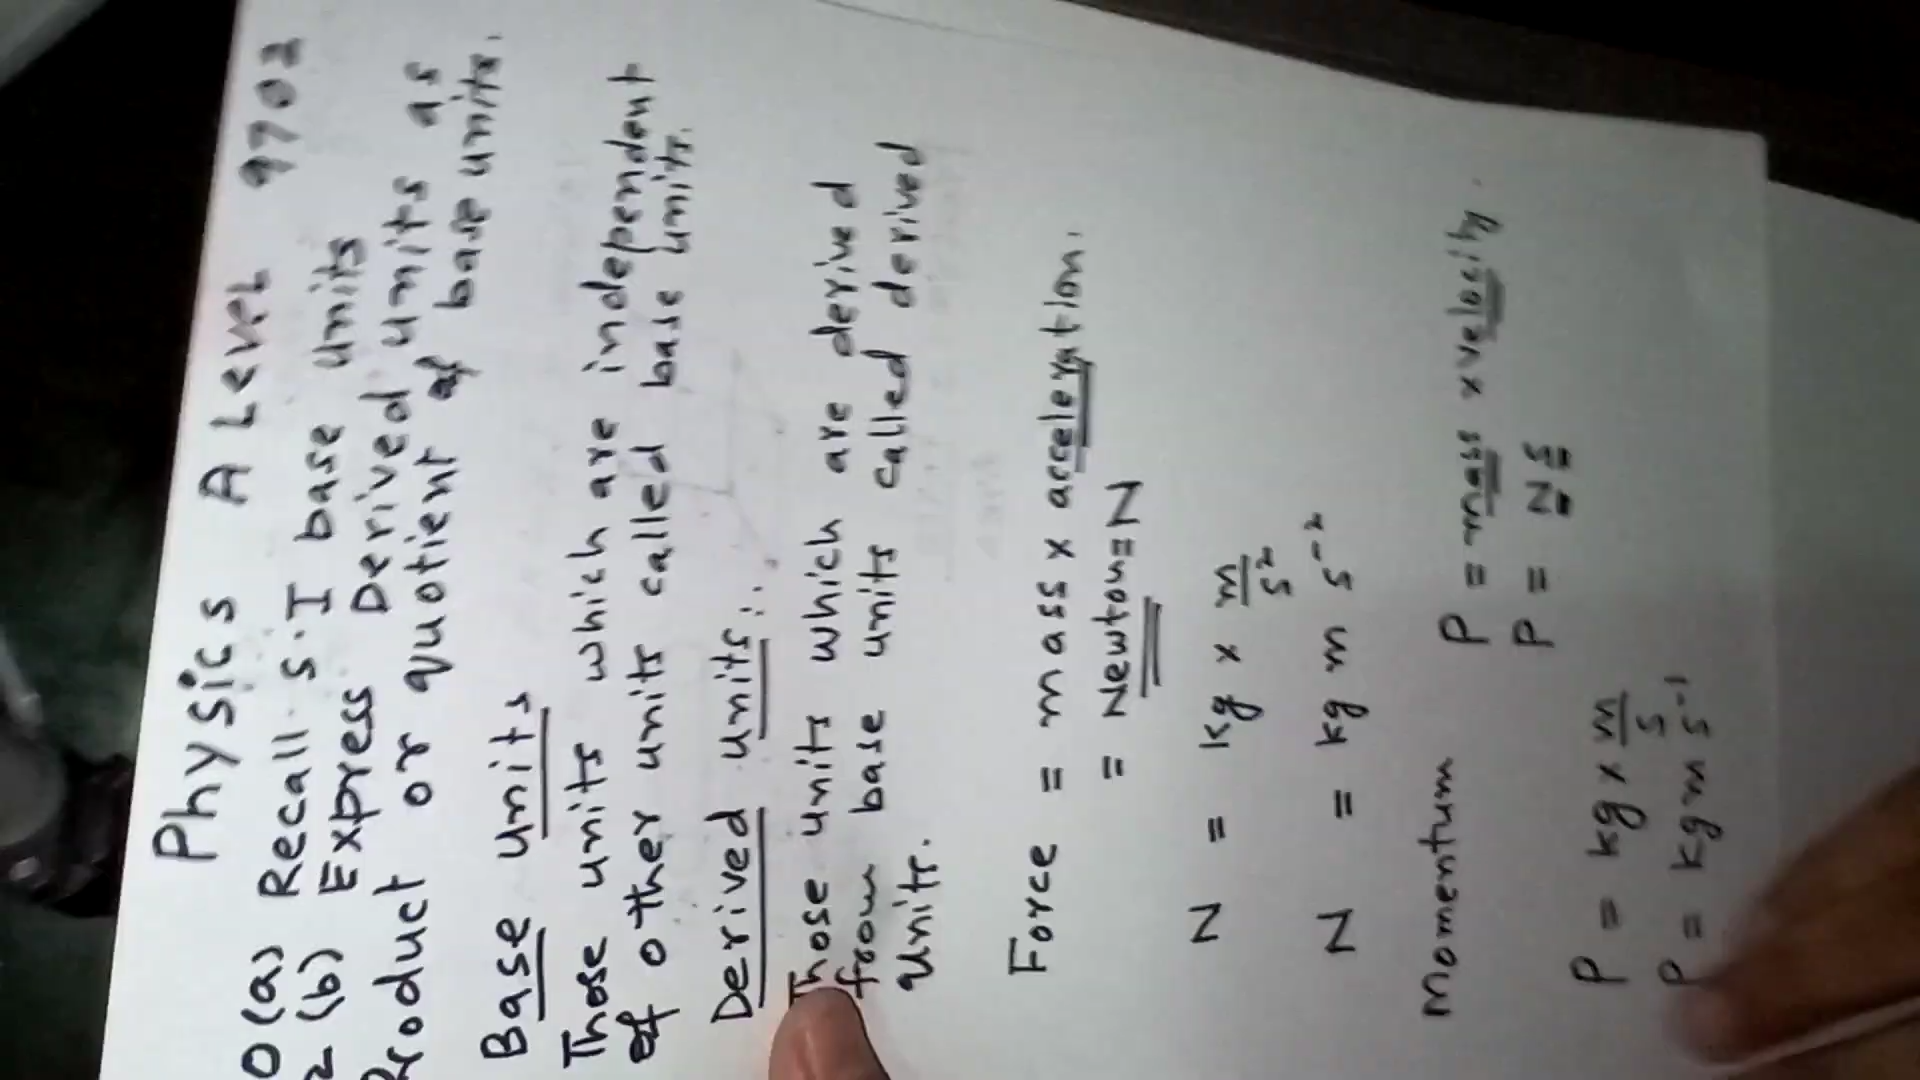 Physics A Level 9702
O(a) Recall S.I base units
2(b) Express Derived units as
Product or quotient of base units.
Base units
Those units which are independent
of other units called base units.
Derived units:.
Those units which are derived
from base units called derived
units.
Force = mass x acceleration.
= Newton = N
N = kg x m/s²
N = kg m s⁻²
Momentum P = mass x velocity.
P = N s
P = kg x m/s
P = kg m s⁻¹